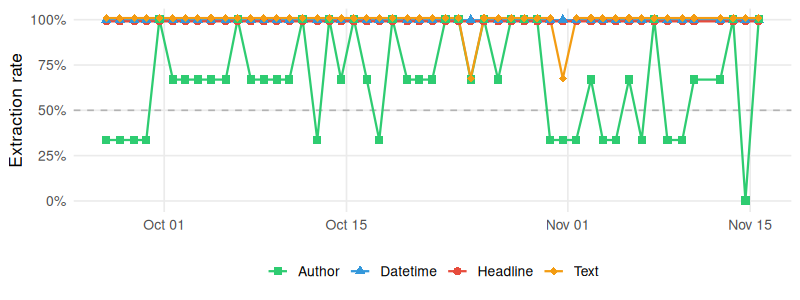 Extraction rate
100%
75%
50%
25%
0%
Oct 01 Oct 15 Nov 01 Nov 15
Author Datetime Headline Text